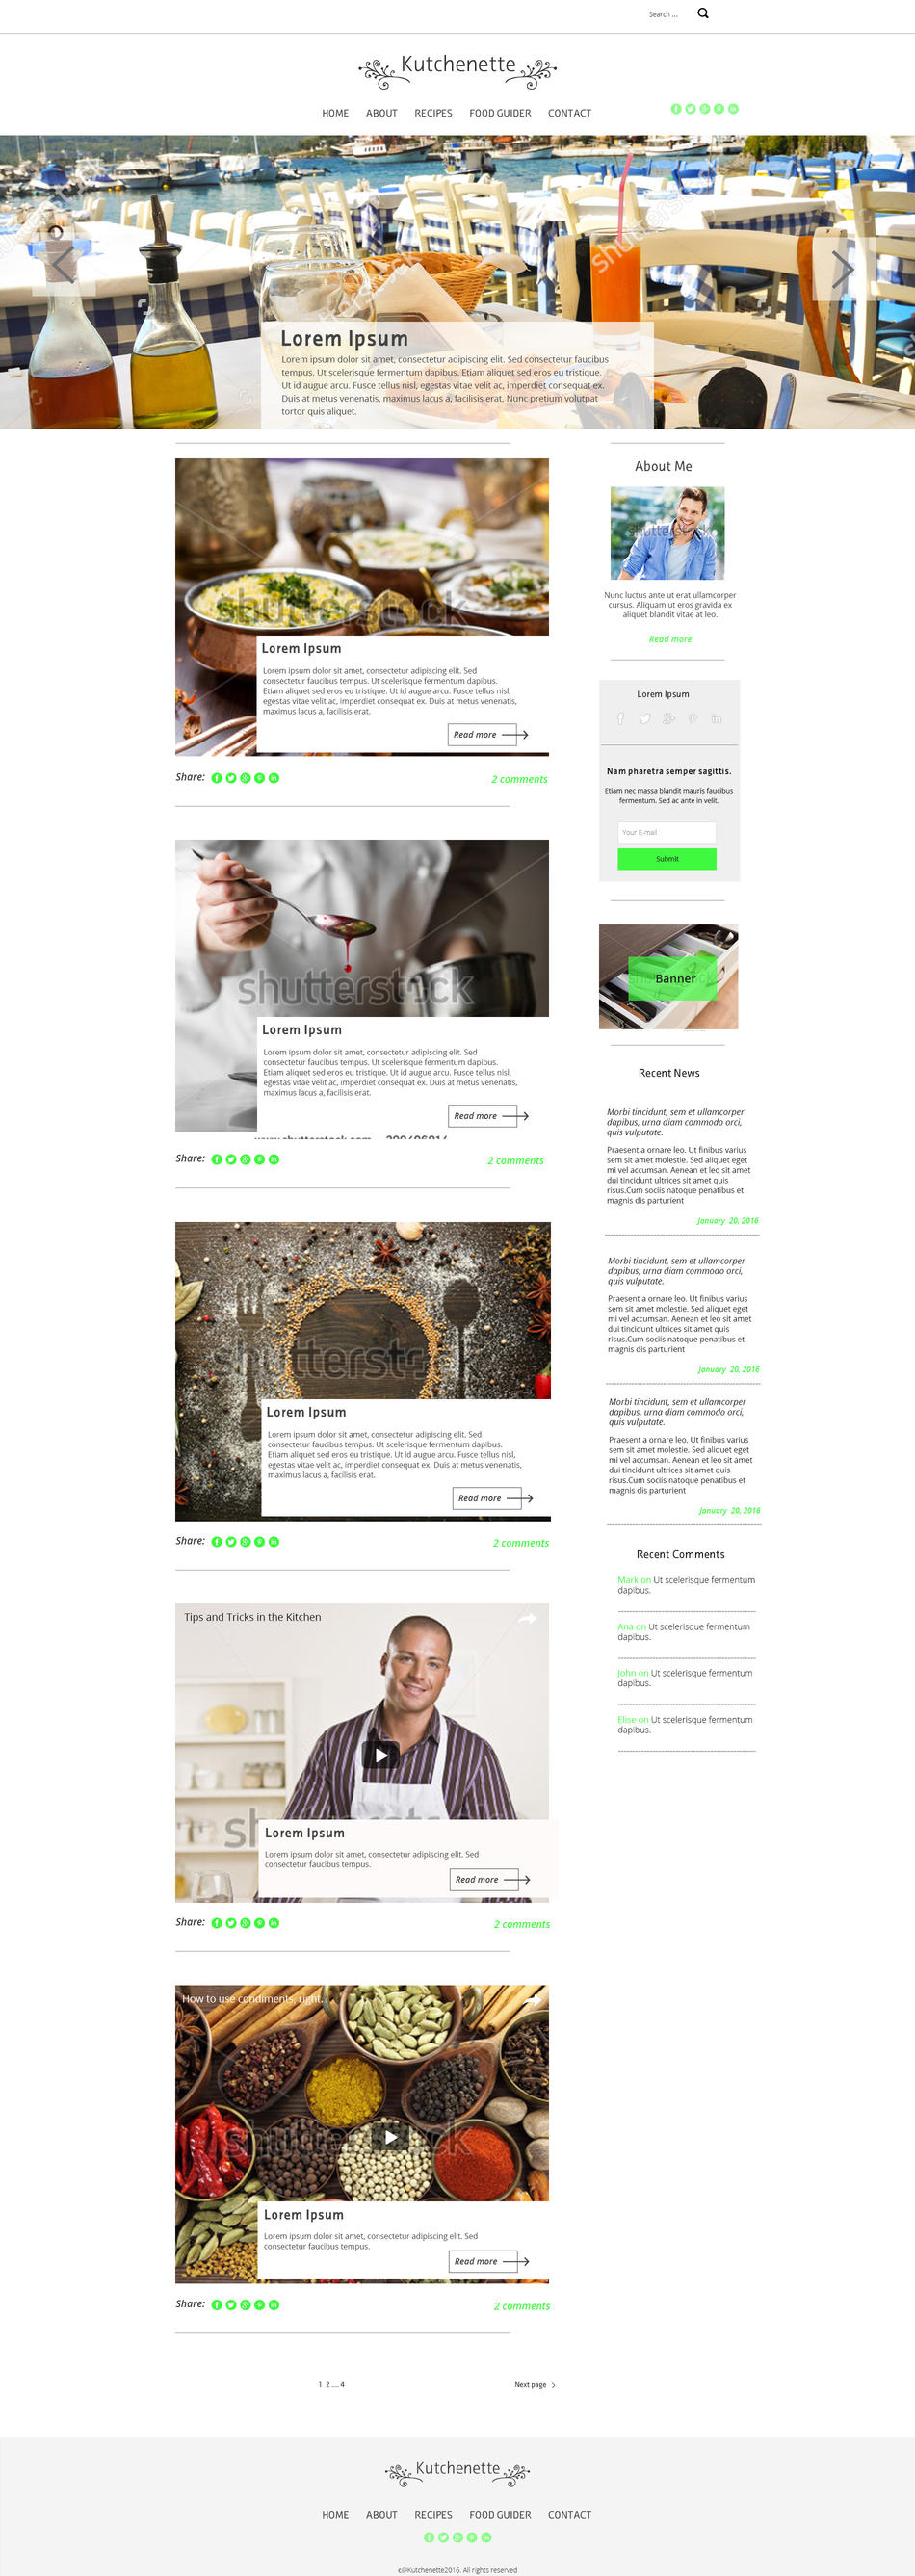 Search ...
Kutchenette
HOME ABOUT RECIPES FOOD GUIDER CONTACT
shutterstock
Lorem Ipsum
Lorem ipsum dolor sit amet, consectetur adipiscing elit. Sed consectetur faucibus
tempus. Ut scelerisque fermentum dapibus. Etiam aliquet sed eros eu tristique.
Ut id augue arcu. Fusce tellus nisl, egestas vitae velit ac, imperdiet consequat ex.
Duis at metus venenatis, maximus lacus a, facilisis erat. Nunc pretium volutpat
tortor quis aliquet.
shutterstock
Lorem Ipsum
Lorem ipsum dolor sit amet, consectetur adipiscing elit. Sed
consectetur faucibus tempus. Ut scelerisque fermentum dapibus.
Etiam aliquet sed eros eu tristique. Ut id augue arcu. Fusce tellus nisl,
egestas vitae velit ac, imperdiet consequat ex. Duis at metus venenatis,
maximus lacus a, facilisis erat.
Read more
Share:
2 comments
shutterstock
Lorem Ipsum
Lorem ipsum dolor sit amet, consectetur adipiscing elit. Sed
consectetur faucibus tempus. Ut scelerisque fermentum dapibus.
Etiam aliquet sed eros eu tristique. Ut id augue arcu. Fusce tellus nisl,
egestas vitae velit ac, imperdiet consequat ex. Duis at metus venenatis,
maximus lacus a, facilisis erat.
Read more
www.shutterstock.com
Share:
2 comments
shutterstock
Lorem Ipsum
Lorem ipsum dolor sit amet, consectetur adipiscing elit. Sed
consectetur faucibus tempus. Ut scelerisque fermentum dapibus.
Etiam aliquet sed eros eu tristique. Ut id augue arcu. Fusce tellus nisl,
egestas vitae velit ac, imperdiet consequat ex. Duis at metus venenatis,
maximus lacus a, facilisis erat.
Read more
Share:
2 comments
Tips and Tricks in the Kitchen
shutterstock
Lorem Ipsum
Lorem ipsum dolor sit amet, consectetur adipiscing elit. Sed
consectetur faucibus tempus.
Read more
Share:
2 comments
How to use condiments, right.
shutterstock
Lorem Ipsum
Lorem ipsum dolor sit amet, consectetur adipiscing elit. Sed
consectetur faucibus tempus.
Read more
Share:
2 comments
1 2.... 4
Next page
About Me
shutterstock
Nunc luctus ante ut erat ullamcorper
cursus. Aliquam ut eros gravida ex
aliquet blandit vitae at leo.
Read more
Lorem Ipsum
Nam pharetra semper sagittis.
Etiam nec massa blandit mauris faucibus
fermentum. Sed ac ante in velit.
Your E-mail
Submit
Banner
Recent News
Morbi tincidunt, sem et ullamcorper
dapibus, urna diam commodo orci,
quis vulputate.
Praesent a ornare leo. Ut finibus varius
sem sit amet molestie. Sed aliquet eget
mi vel accumsan. Aenean et leo sit amet
dui tincidunt ultrices sit amet quis
risus.Cum sociis natoque penatibus et
magnis dis parturient
January 20, 2016
Morbi tincidunt, sem et ullamcorper
dapibus, urna diam commodo orci,
quis vulputate.
Praesent a ornare leo. Ut finibus varius
sem sit amet molestie. Sed aliquet eget
mi vel accumsan. Aenean et leo sit amet
dui tincidunt ultrices sit amet quis
risus.Cum sociis natoque penatibus et
magnis dis parturient
January 20, 2016
Morbi tincidunt, sem et ullamcorper
dapibus, urna diam commodo orci,
quis vulputate.
Praesent a ornare leo. Ut finibus varius
sem sit amet molestie. Sed aliquet eget
mi vel accumsan. Aenean et leo sit amet
dui tincidunt ultrices sit amet quis
risus.Cum sociis natoque penatibus et
magnis dis parturient
January 20, 2016
Recent Comments
Mark on Ut scelerisque fermentum
dapibus.
Ana on Ut scelerisque fermentum
dapibus.
John on Ut scelerisque fermentum
dapibus.
Elise on Ut scelerisque fermentum
dapibus.
Kutchenette
HOME ABOUT RECIPES FOOD GUIDER CONTACT
c@Kutchenette2016. All rights reserved